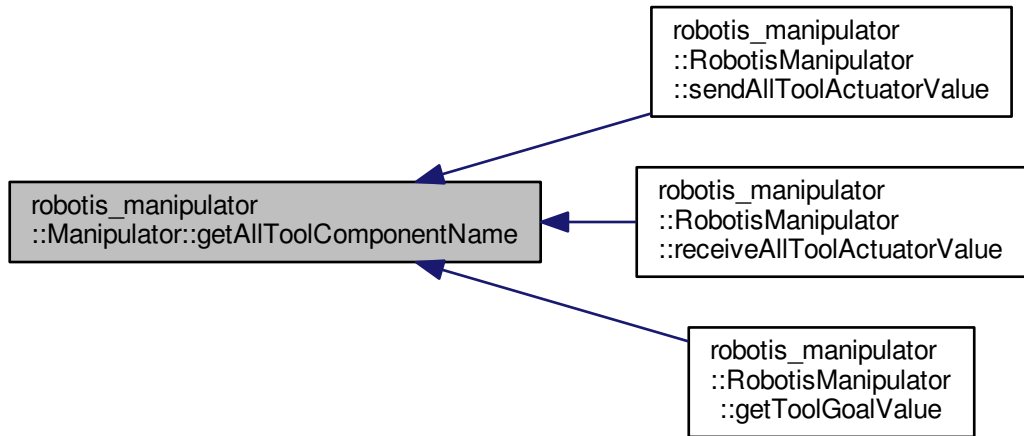 robotis_manipulator
::RobotisManipulator
::sendAllToolActuatorValue
robotis_manipulator
::Manipulator::getAllToolComponentName
robotis_manipulator
::RobotisManipulator
::receiveAllToolActuatorValue
robotis_manipulator
::RobotisManipulator
::getToolGoalValue